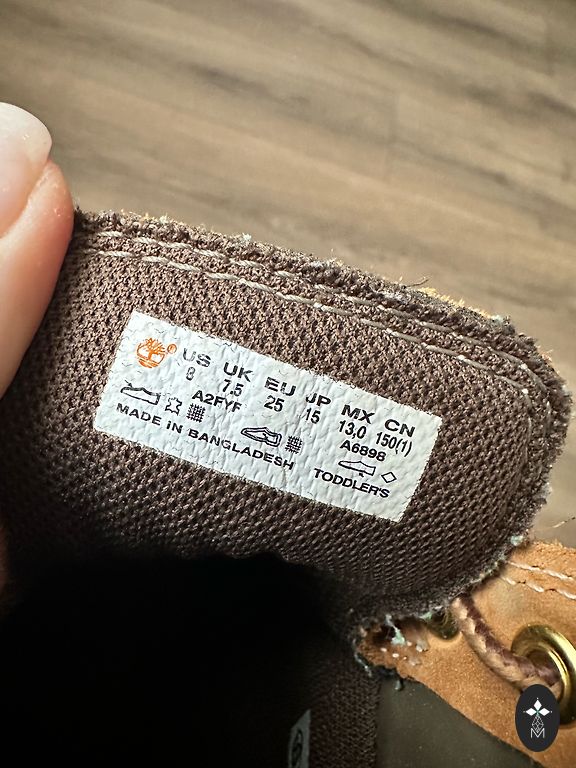 US UK EU JP MX CN
8 7.5 25 15 13,0 150(1)
A2FYF A6898
MADE IN BANGLADESH TODDLER'S
M